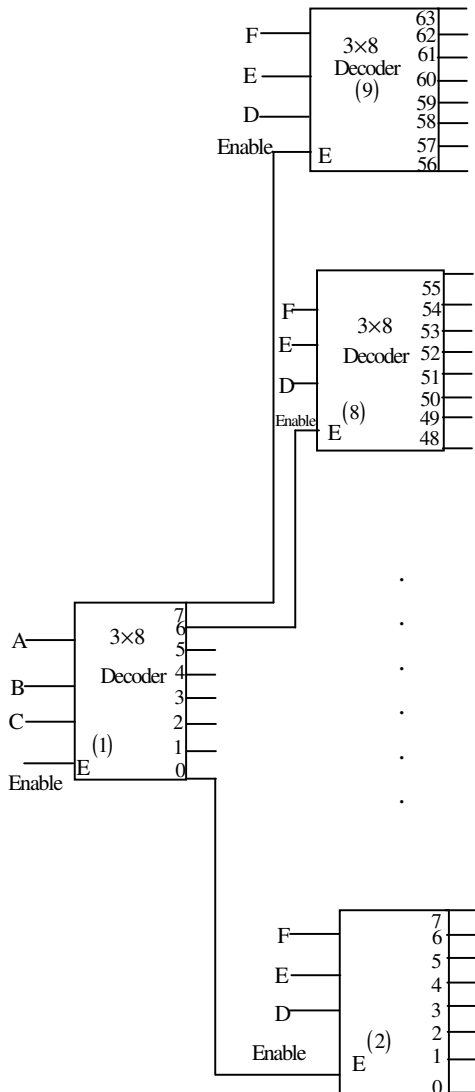 63
F 3×8 62
Decoder 61
E (9) 60
59
D 58
57
Enable E 56
55
F 3×8 54
53
E Decoder 52
51
D 50
(8) 49
Enable E 48
7
A 3×8 6
5
Decoder 4
B 3
C 2
(1) 1
E 0
Enable
7
F 6
5
E 4
3
D 2
Enable (2) 1
E 0